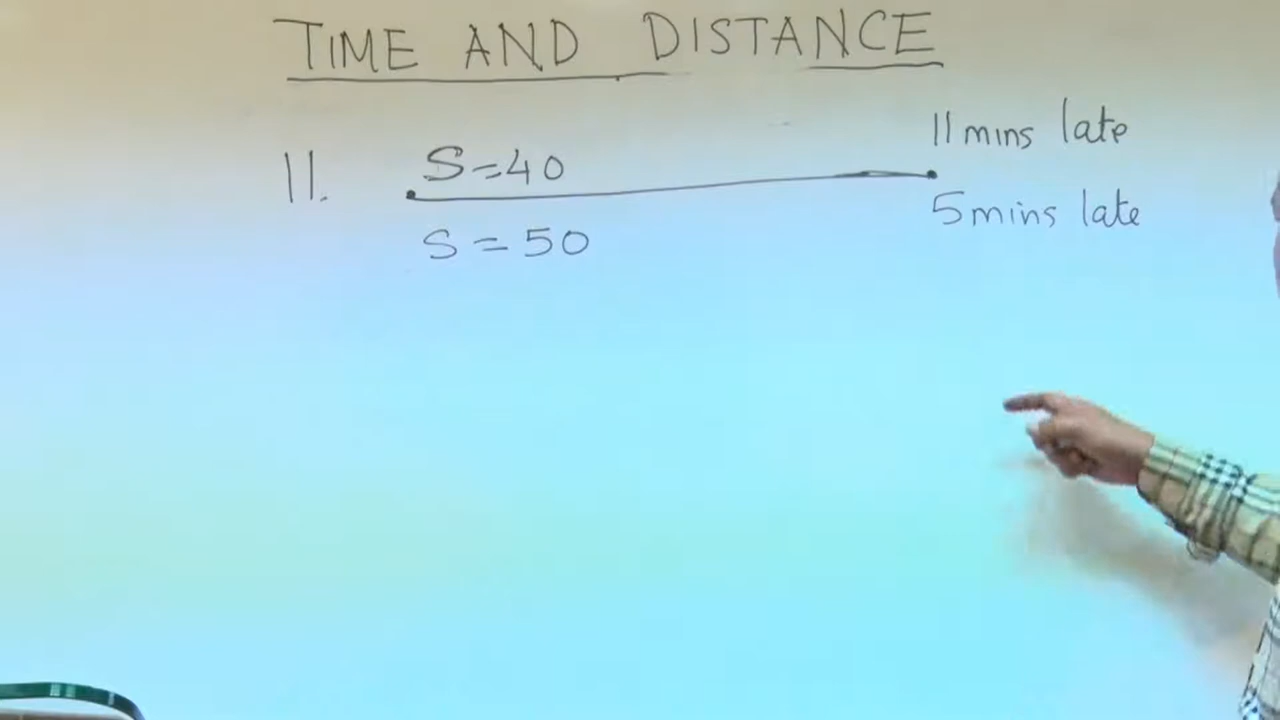 TIME AND DISTANCE
11 mins late
11. S=40
5 mins late
S = 50